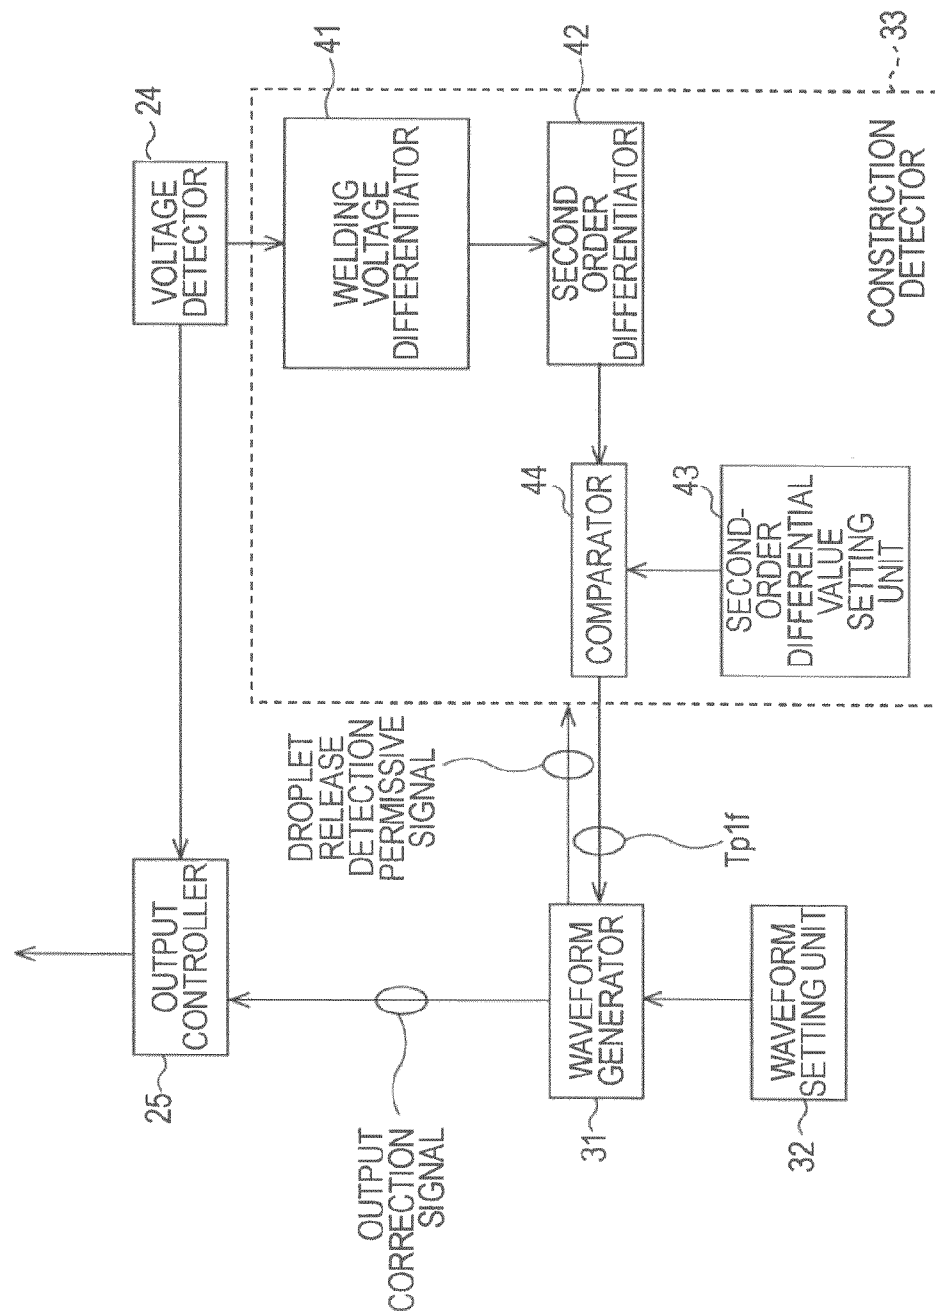 24
VOLTAGE
DETECTOR
41
WELDING
VOLTAGE
DIFFERENTIATOR
42
SECOND
ORDER
DIFFERENTIATOR
33
CONSTRICTION
DETECTOR
44
COMPARATOR
43
SECOND-
ORDER
DIFFERENTIAL
VALUE
SETTING
UNIT
DROPLET
RELEASE
DETECTION
PERMISSIVE
SIGNAL
Tp1f
OUTPUT
CONTROLLER
25
OUTPUT
CORRECTION
SIGNAL
WAVEFORM
GENERATOR
31
WAVEFORM
SETTING UNIT
32